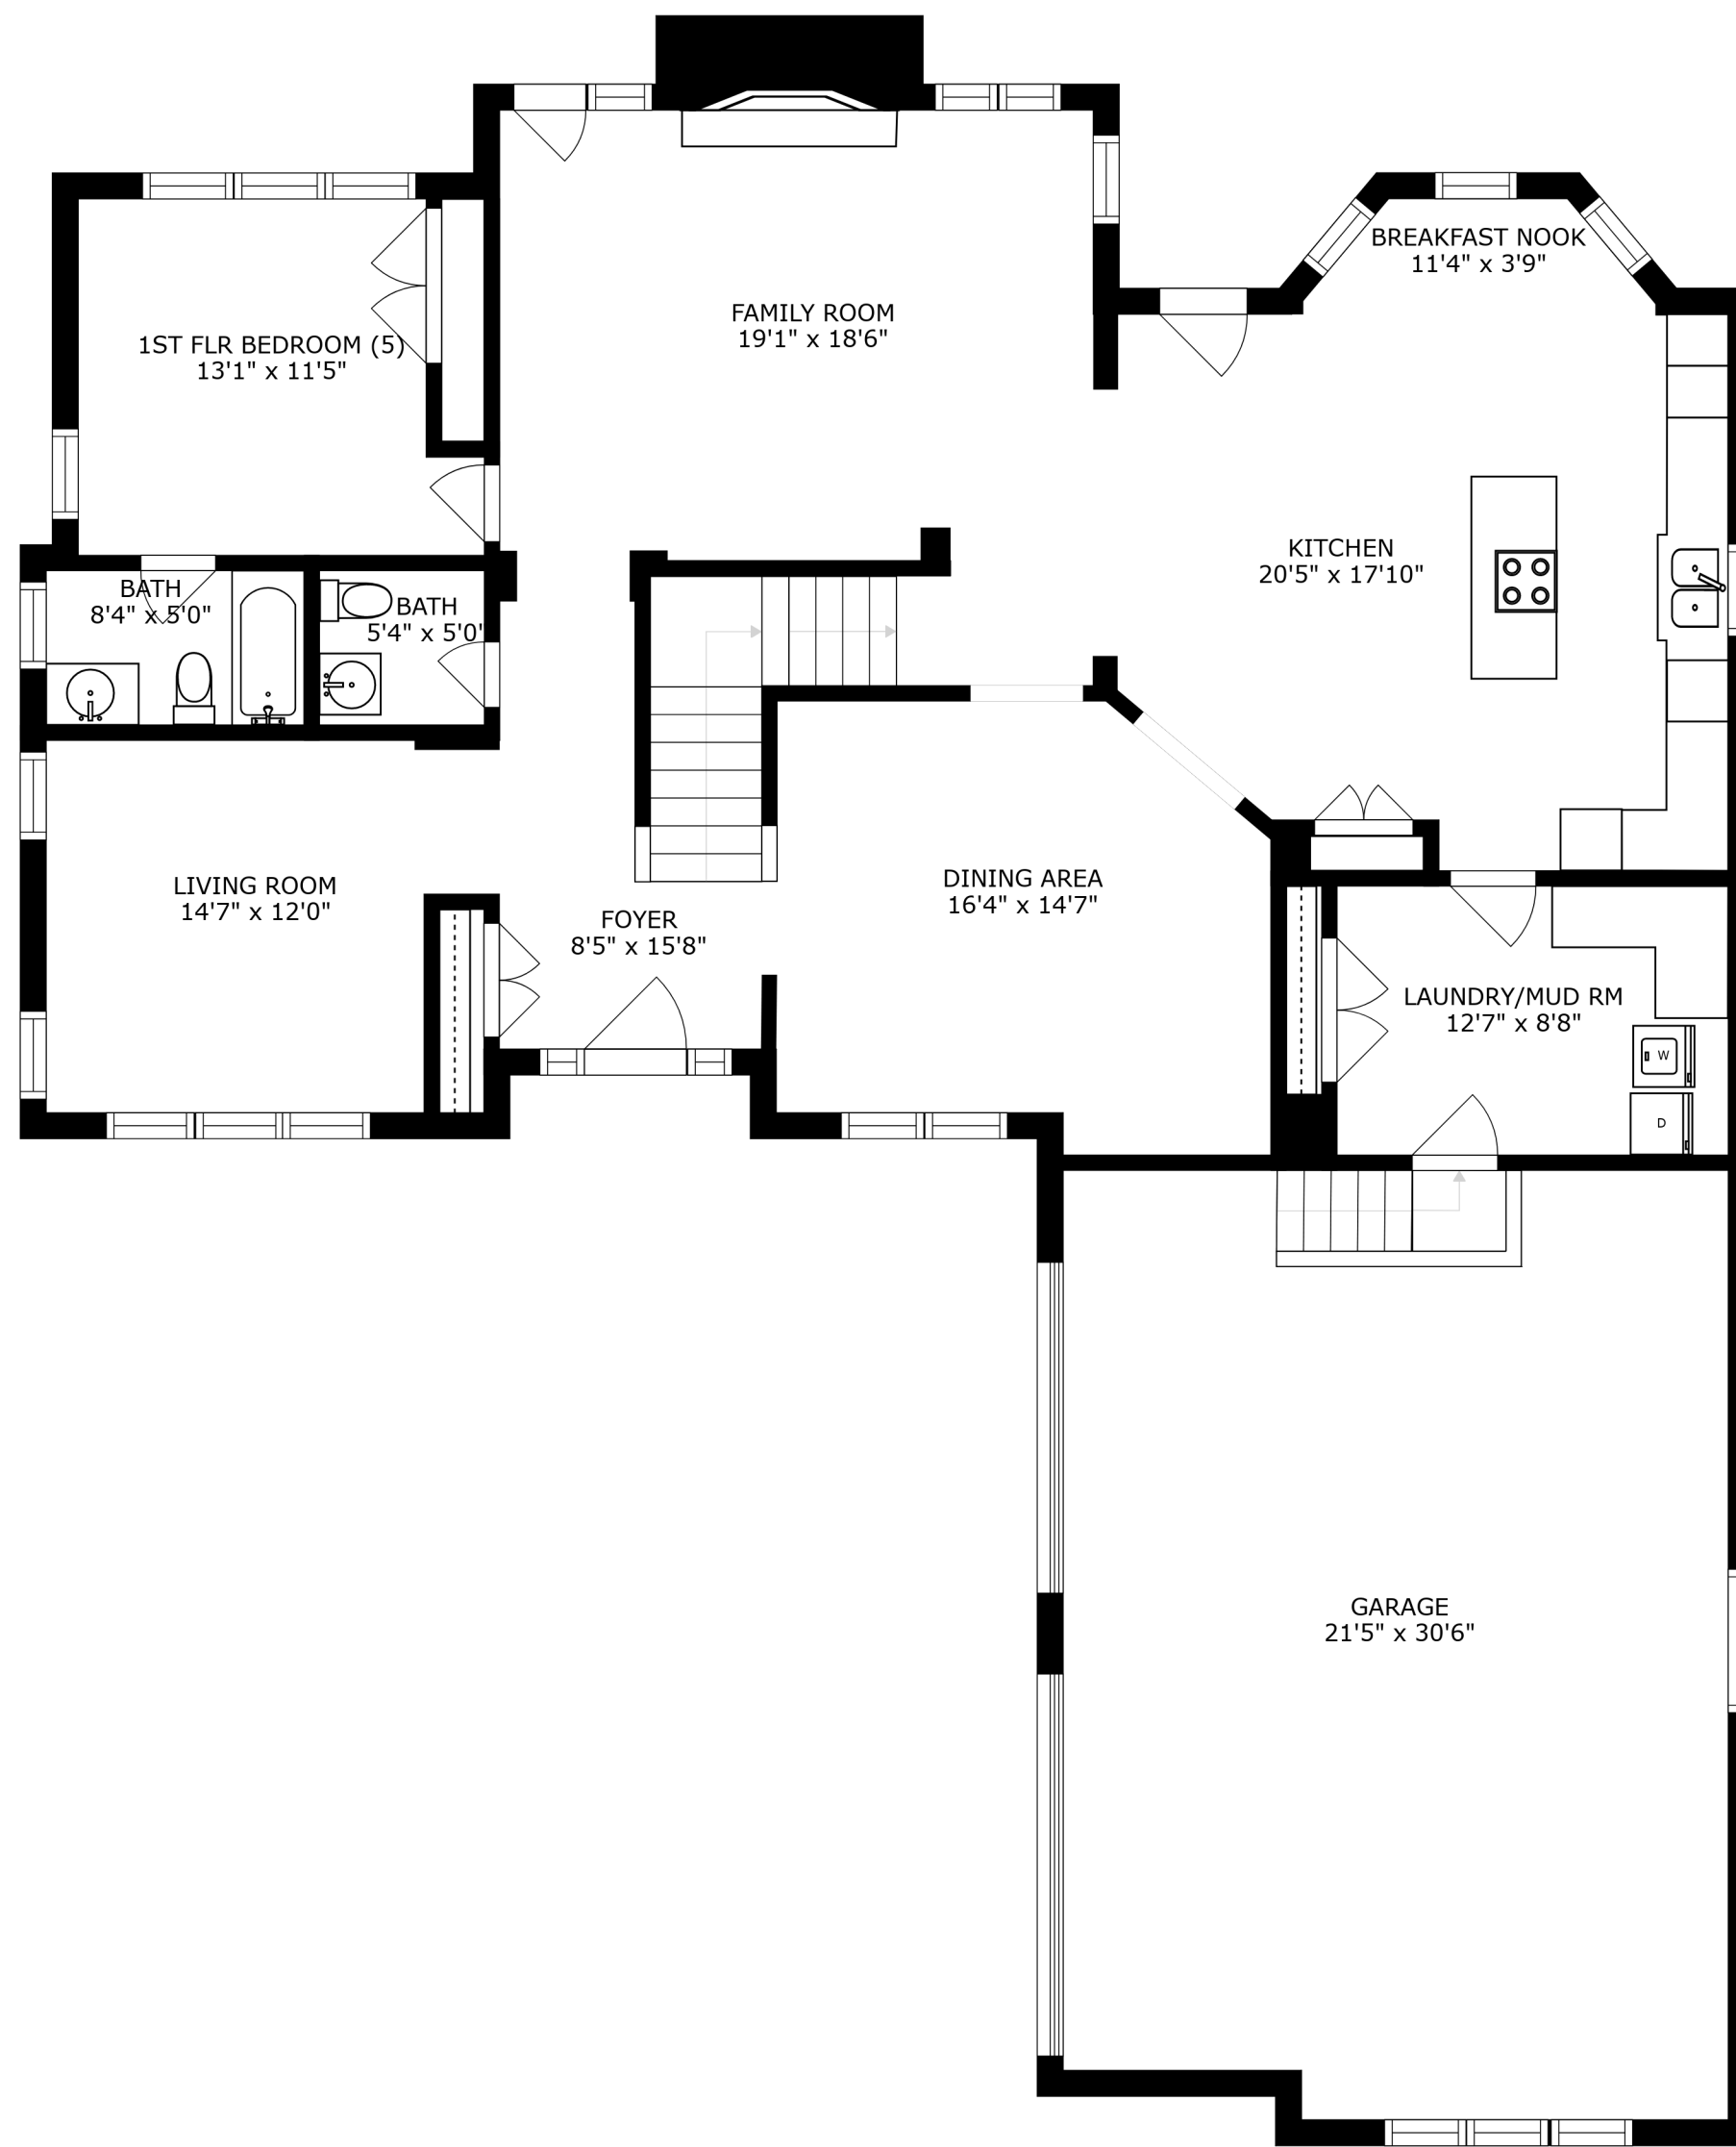 BREAKFAST NOOK
11'4" x 3'9"
FAMILY ROOM
19'1" x 18'6"
1ST FLR BEDROOM (5)
13'1" x 11'5"
KITCHEN
20'5" x 17'10"
BATH
8'4" x 5'0"
BATH
5'4" x 5'0"
LIVING ROOM
14'7" x 12'0"
FOYER
8'5" x 15'8"
DINING AREA
16'4" x 14'7"
LAUNDRY/MUD RM
12'7" x 8'8"
W
D
GARAGE
21'5" x 30'6"